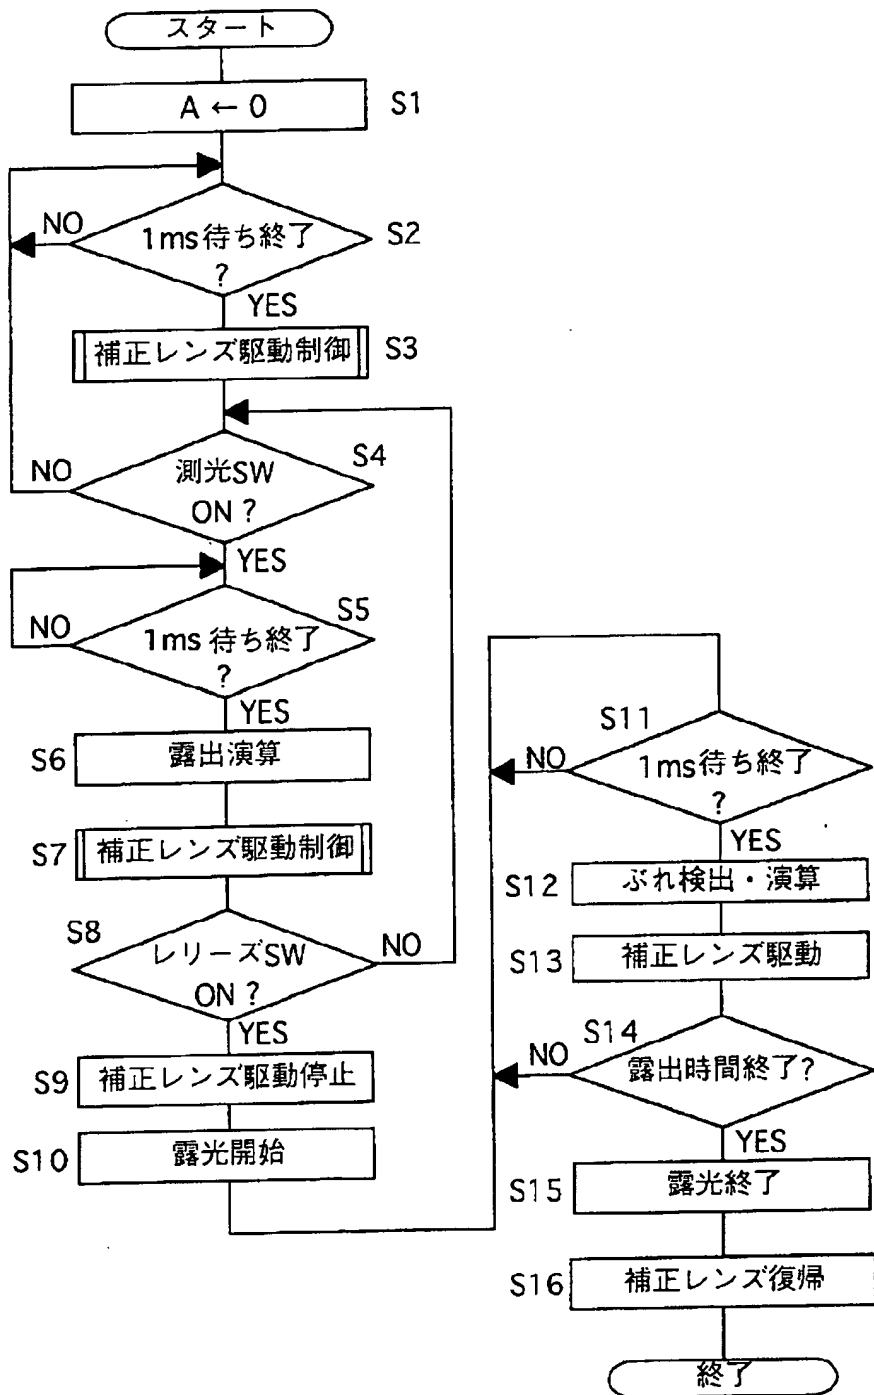 スタート
A ← 0
S1
NO
1ms 待ち終了
?
S2
YES
補正レンズ駆動制御
S3
NO
測光SW
ON ?
S4
YES
NO
1ms 待ち終了
?
S5
YES
S6
露出演算
S7
補正レンズ駆動制御
S8
レリーズSW
ON ?
NO
YES
S9
補正レンズ駆動停止
S10
露光開始
S11
NO
1ms 待ち終了
?
YES
S12
ぶれ検出・演算
S13
補正レンズ駆動
S14
NO
露出時間終了?
YES
S15
露光終了
S16
補正レンズ復帰
終了